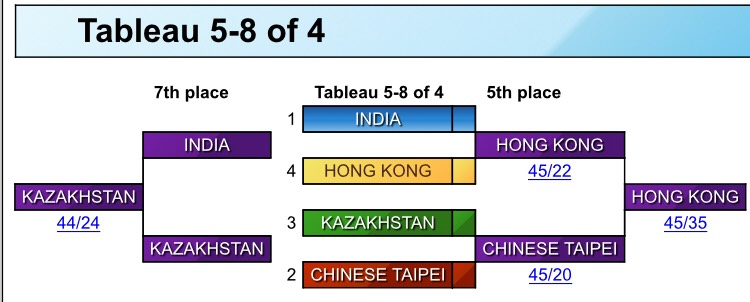 Tableau 5-8 of 4
7th place
Tableau 5-8 of 4
5th place
1
INDIA
INDIA
HONG KONG
45/22
4
HONG KONG
KAZAKHSTAN
44/24
HONG KONG
45/35
3
KAZAKHSTAN
KAZAKHSTAN
CHINESE TAIPEI
45/20
2
CHINESE TAIPEI